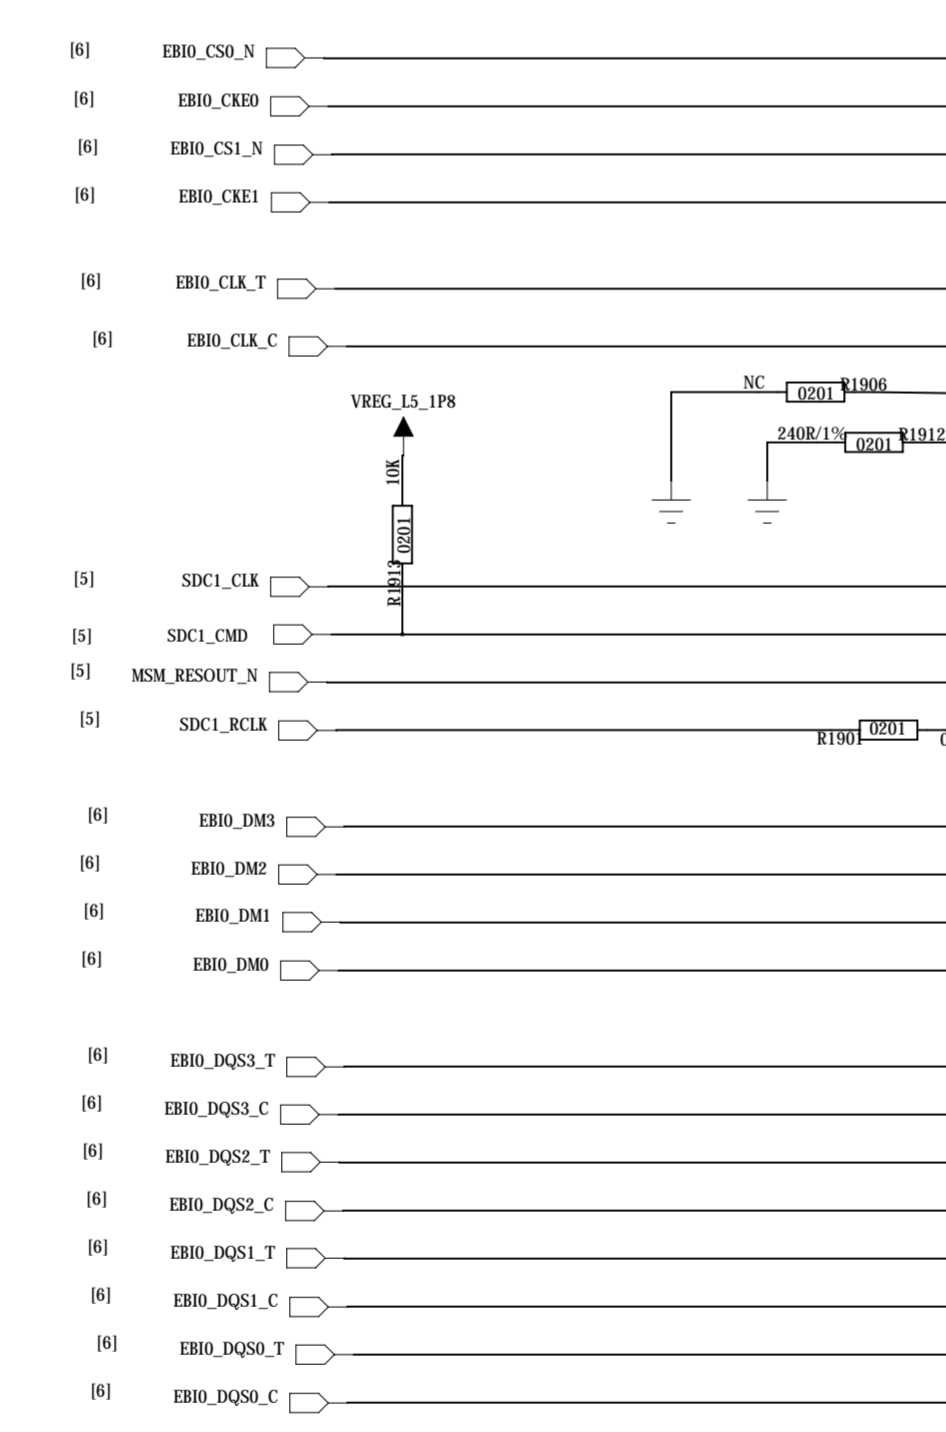 [6] EBI0_CS0_N
[6] EBI0_CKE0
[6] EBI0_CS1_N
[6] EBI0_CKE1
[6] EBI0_CLK_T
[6] EBI0_CLK_C
NC 0201 R1906
VREG_L5_1P8
240R/1% 0201 R1912
10K
0201
R1913
[5] SDC1_CLK
[5] SDC1_CMD
[5] MSM_RESOUT_N
[5] SDC1_RCLK
R1901 0201
[6] EBI0_DM3
[6] EBI0_DM2
[6] EBI0_DM1
[6] EBI0_DM0
[6] EBI0_DQS3_T
[6] EBI0_DQS3_C
[6] EBI0_DQS2_T
[6] EBI0_DQS2_C
[6] EBI0_DQS1_T
[6] EBI0_DQS1_C
[6] EBI0_DQS0_T
[6] EBI0_DQS0_C